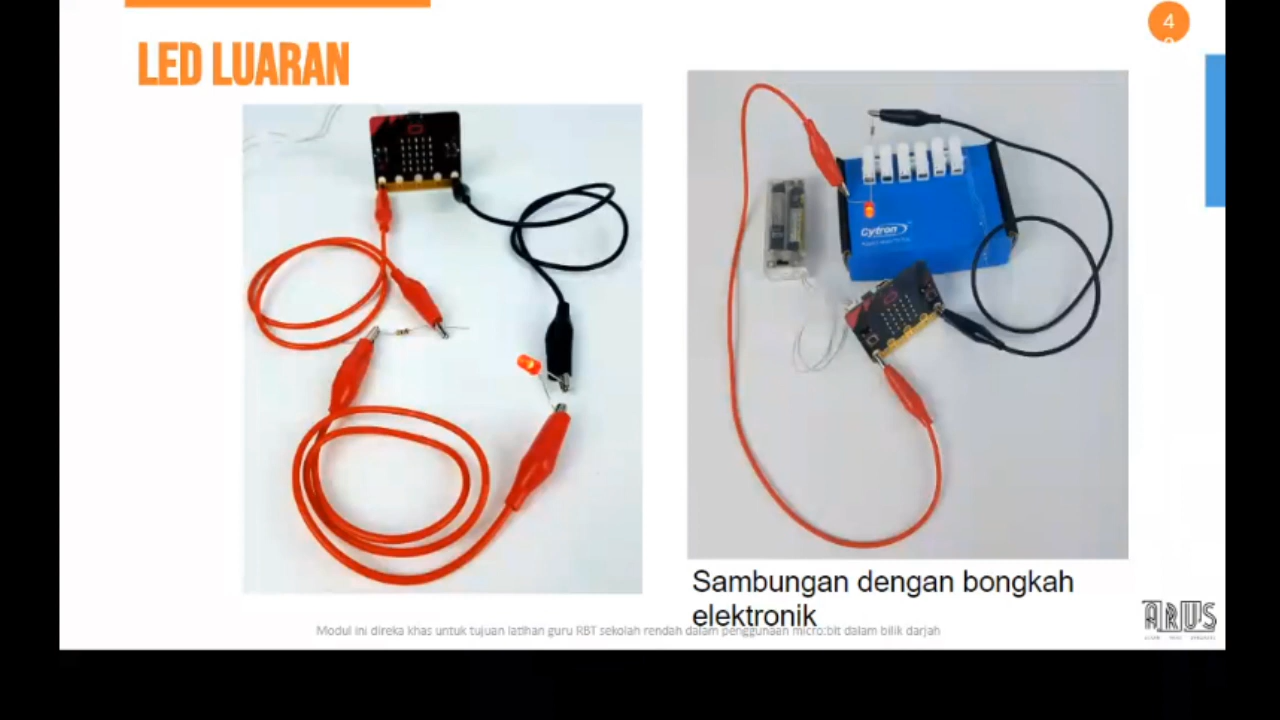 4
LED LUARAN
Cytron
Sambungan dengan bongkah
elektronik
Modul ini direka khas untuk tujuan latihan guru RBT sekolah rendah dalam penggunaan micro:bit dalam bilik darjah
ARUS